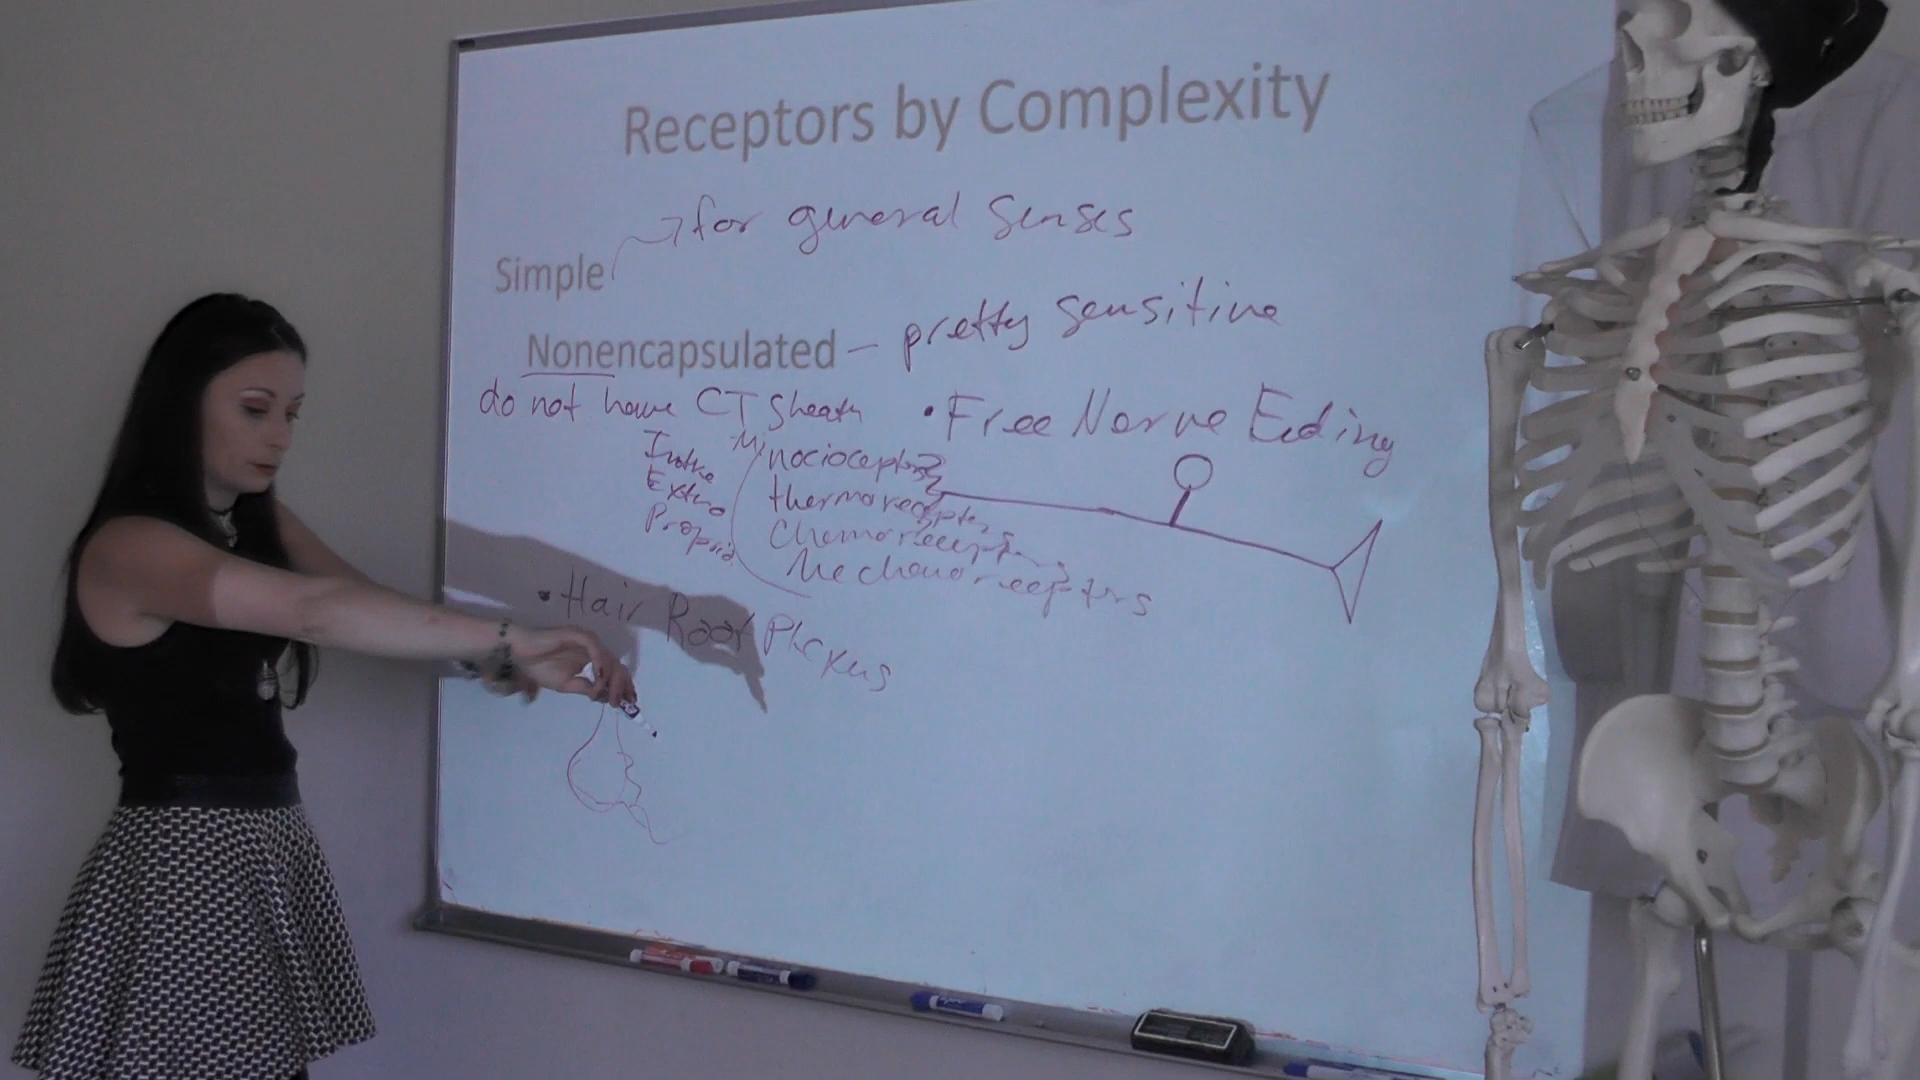 Receptors by Complexity
for general senses
Simple
Nonencapsulated – pretty sensitive
do not have CT sheath
• Free Nerve Ending
nocioceptors
Extero
thermoreceptors
Proprio
Chemoreceptors
Mechanoreceptors
• Hair Root Plexus